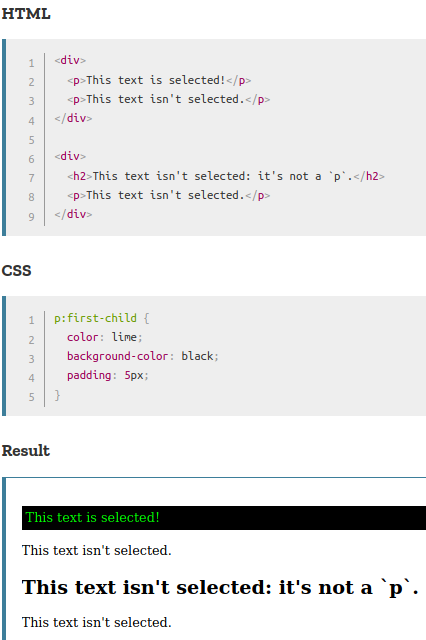 HTML
1 <div>
2   <p>This text is selected!</p>
3   <p>This text isn't selected.</p>
4 </div>
5
6 <div>
7   <h2>This text isn't selected: it's not a `p`.</h2>
8   <p>This text isn't selected.</p>
9 </div>
CSS
1 p:first-child {
2   color: lime;
3   background-color: black;
4   padding: 5px;
5 }
Result
This text is selected!
This text isn't selected.
This text isn't selected: it's not a `p`.
This text isn't selected.